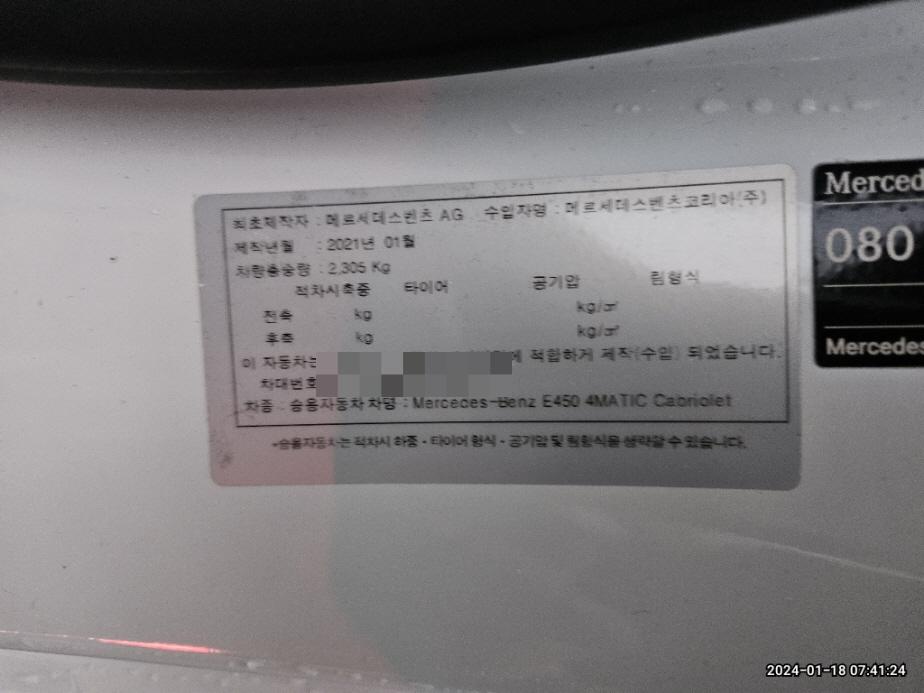 최초제작자 : 메르세데스벤츠 AG 수입자명 : 메르세데스벤츠코리아(주)
제작년월 : 2021년 01월
차량총중량 : 2,305 Kg
적차시축중 타이어 공기압 림형식
전축 kg kg/㎠
후축 kg kg/㎠
이 자동차는 에 적합하게 제작(수입) 되었습니다.
차대번호
차종 : 승용자동차 차명 : Mercedes-Benz E450 4MATIC Cabriolet
*승용자동차는 적차시 하중 - 타이어 형식 - 공기압 및 림형식을 생략할 수 있습니다.
Merced
080
Mercedes
2024-01-18 07:41:24